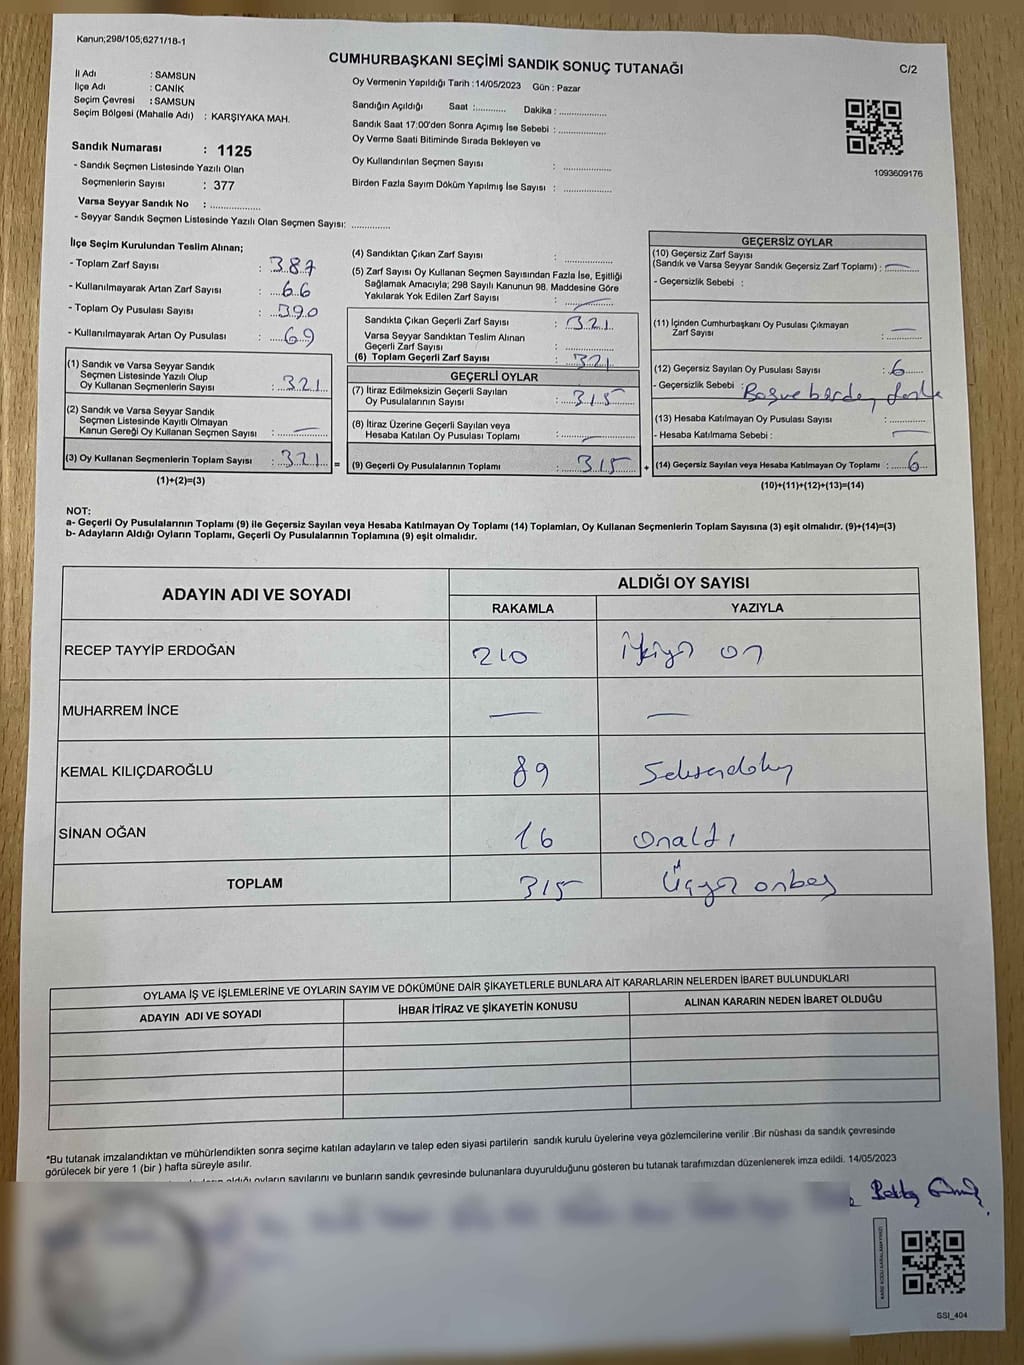 Kanun;298/105;6271/18-1
CUMHURBAŞKANI SEÇİMİ SANDIK SONUÇ TUTANAĞI
C/2
İl Adı : SAMSUN
İlçe Adı : CANİK
Seçim Çevresi : SAMSUN
Seçim Bölgesi (Mahalle Adı) : KARŞIYAKA MAH.
Sandık Numarası : 1125
- Sandık Seçmen Listesinde Yazılı Olan
Seçmenlerin Sayısı : 377
Varsa Seyyar Sandık No : ..............
- Seyyar Sandık Seçmen Listesinde Yazılı Olan Seçmen Sayısı: ..............
Oy Vermenin Yapıldığı Tarih : 14/05/2023 Gün : Pazar
Sandığın Açıldığı Saat :........... Dakika : ..............
Sandık Saat 17:00'den Sonra Açımış İse Sebebi : ..............
Oy Verme Saati Bitiminde Sırada Bekleyen ve
Oy Kullandırılan Seçmen Sayısı : ..............
Birden Fazla Sayım Döküm Yapılmış İse Sayısı : ..............
1093609176
İlçe Seçim Kurulundan Teslim Alınan;
- Toplam Zarf Sayısı : 387
- Kullanılmayarak Artan Zarf Sayısı : 66
- Toplam Oy Pusulası Sayısı : 390
- Kullanılmayarak Artan Oy Pusulası : 69
(1) Sandık ve Varsa Seyyar Sandık
Seçmen Listesinde Yazılı Olup
Oy Kullanan Seçmenlerin Sayısı : 321
(2) Sandık ve Varsa Seyyar Sandık
Seçmen Listesinde Kayıtlı Olmayan
Kanun Gereği Oy Kullanan Seçmen Sayısı : —
(3) Oy Kullanan Seçmenlerin Toplam Sayısı : 321 =
(1)+(2)=(3)
(4) Sandıktan Çıkan Zarf Sayısı : ..............
(5) Zarf Sayısı Oy Kullanan Seçmen Sayısından Fazla İse, Eşitliği
Sağlamak Amacıyla; 298 Sayılı Kanunun 98. Maddesine Göre
Yakılarak Yok Edilen Zarf Sayısı : —
Sandıkta Çıkan Geçerli Zarf Sayısı : 321
Varsa Seyyar Sandıktan Teslim Alınan
Geçerli Zarf Sayısı : ..............
(6) Toplam Geçerli Zarf Sayısı : 321
GEÇERLİ OYLAR
(7) İtiraz Edilmeksizin Geçerli Sayılan
Oy Pusulalarının Sayısı : 315
(8) İtiraz Üzerine Geçerli Sayılan veya
Hesaba Katılan Oy Pusulası Toplamı : —
(9) Geçerli Oy Pusulalarının Toplamı : 315 +
GEÇERSİZ OYLAR
(10) Geçersiz Zarf Sayısı
(Sandık ve Varsa Seyyar Sandık Geçersiz Zarf Toplamı) : —
- Geçersizlik Sebebi :
(11) İçinden Cumhurbaşkanı Oy Pusulası Çıkmayan
Zarf Sayısı : —
(12) Geçersiz Sayılan Oy Pusulası Sayısı : 6
- Geçersizlik Sebebi : Boş ve birden fazla
(13) Hesaba Katılmayan Oy Pusulası Sayısı : ..............
- Hesaba Katılmama Sebebi : —
(14) Geçersiz Sayılan veya Hesaba Katılmayan Oy Toplamı : 6
(10)+(11)+(12)+(13)=(14)
NOT:
a- Geçerli Oy Pusulalarının Toplamı (9) ile Geçersiz Sayılan veya Hesaba Katılmayan Oy Toplamı (14) Toplamları, Oy Kullanan Seçmenlerin Toplam Sayısına (3) eşit olmalıdır. (9)+(14)=(3)
b- Adayların Aldığı Oyların Toplamı, Geçerli Oy Pusulalarının Toplamına (9) eşit olmalıdır.
ADAYIN ADI VE SOYADI ALDIĞI OY SAYISI
RAKAMLA YAZIYLA
RECEP TAYYİP ERDOĞAN 210 İkiyüz on
MUHARREM İNCE — —
KEMAL KILIÇDAROĞLU 89 Seksendokuz
SİNAN OĞAN 16 Onaltı
TOPLAM 315 Üçyüz onbeş
OYLAMA İŞ VE İŞLEMLERİNE VE OYLARIN SAYIM VE DÖKÜMÜNE DAİR ŞİKAYETLERLE BUNLARA AİT KARARLARIN NELERDEN İBARET BULUNDUKLARI
ADAYIN ADI VE SOYADI İHBAR İTİRAZ VE ŞİKAYETİN KONUSU ALINAN KARARIN NEDEN İBARET OLDUĞU
*Bu tutanak imzalandıktan ve mühürlendikten sonra seçime katılan adayların ve talep eden siyasi partilerin sandık kurulu üyelerine veya gözlemcilerine verilir .Bir nüshası da sandık çevresinde
görülecek bir yere 1 (bir ) hafta süreyle asılır.
aldığı oyların sayılarını ve bunların sandık çevresinde bulunanlara duyurulduğunu gösteren bu tutanak tarafımızdan düzenlenerek imza edildi. 14/05/2023
SSI_404